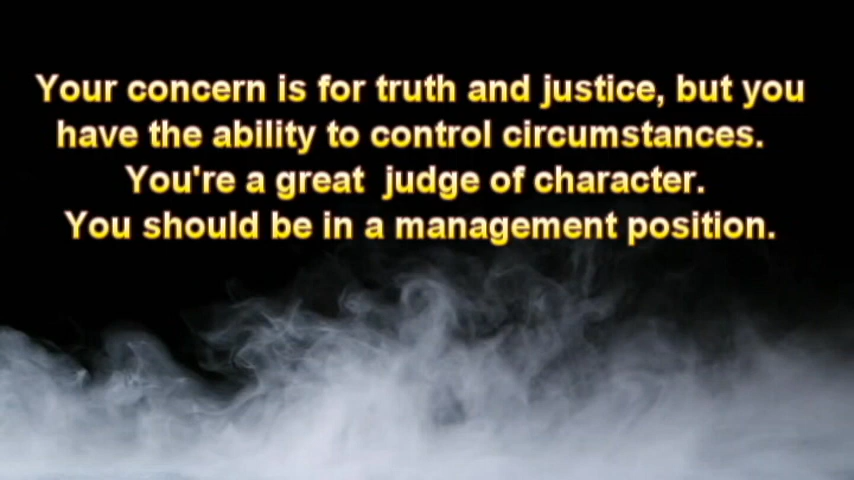 Your concern is for truth and justice, but you
have the ability to control circumstances.
You're a great judge of character.
You should be in a management position.